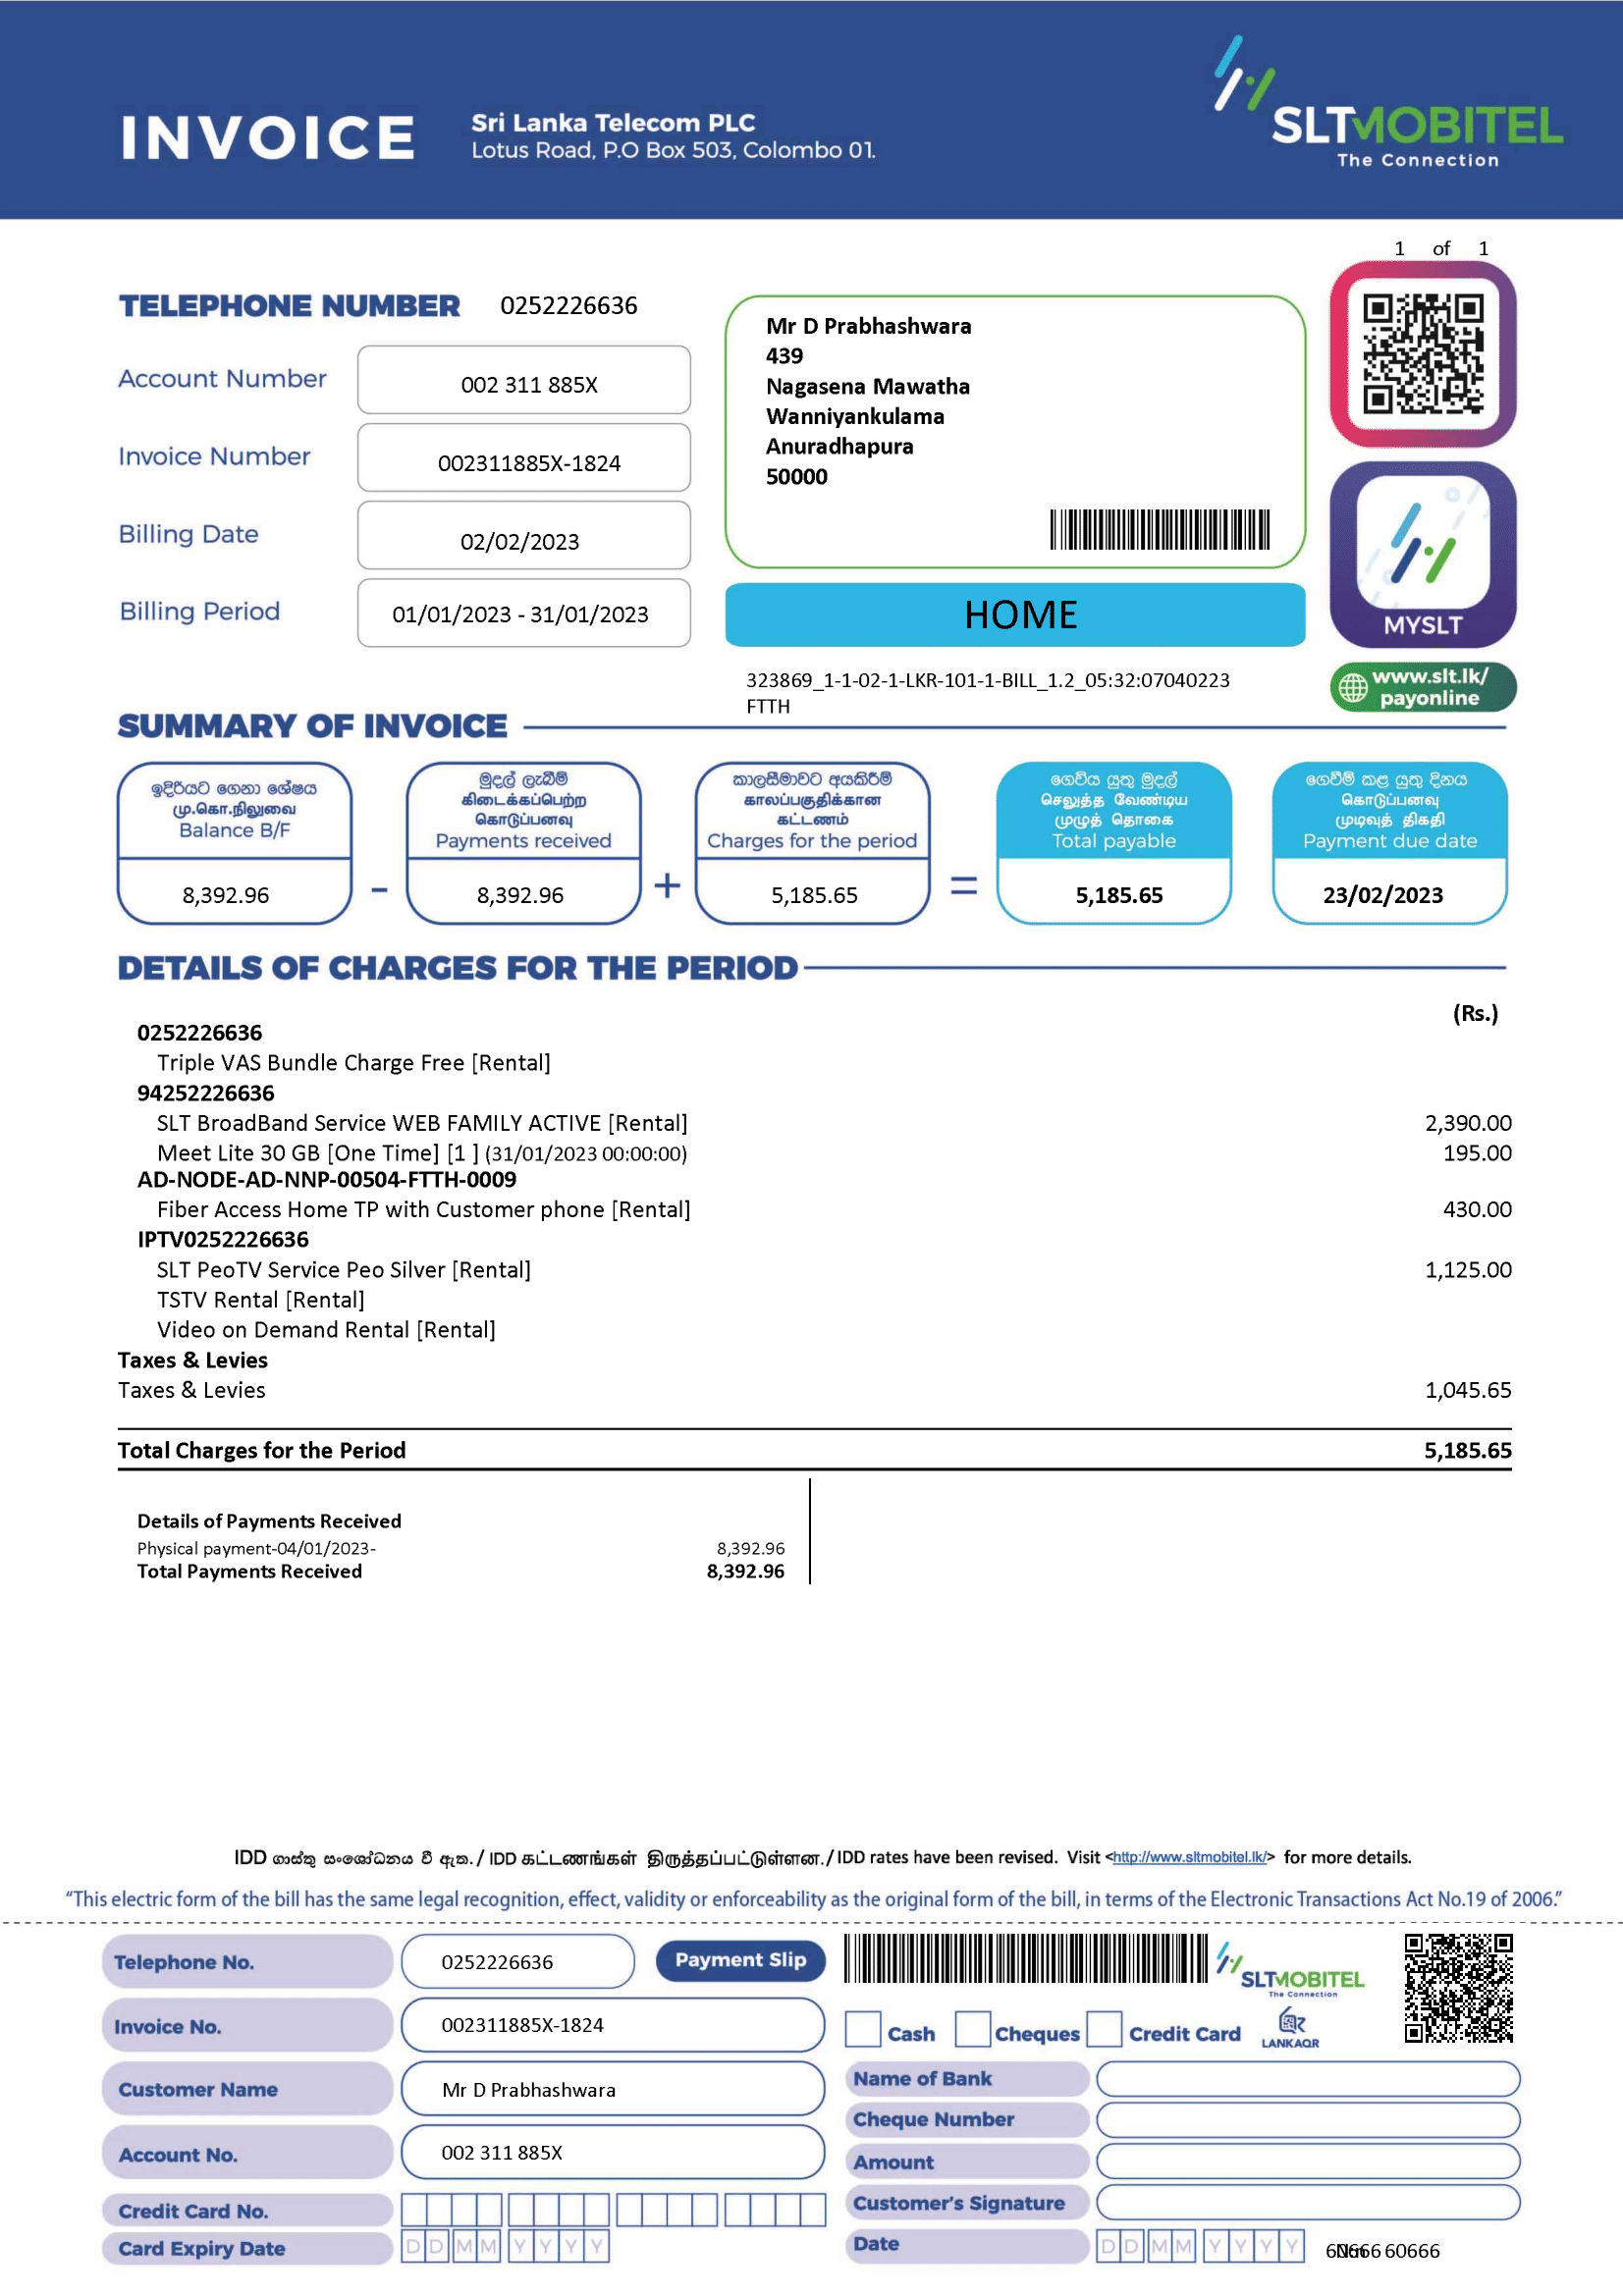 INVOICE
Sri Lanka Telecom PLC
Lotus Road, P.O Box 503, Colombo 01.
SLTMOBITEL
The Connection
1 of 1
TELEPHONE NUMBER 0252226636
Account Number 002 311 885X
Invoice Number 002311885X-1824
Billing Date 02/02/2023
Billing Period 01/01/2023 - 31/01/2023
Mr D Prabhashwara
439
Nagasena Mawatha
Wanniyankulama
Anuradhapura
50000
HOME
MYSLT
www.slt.lk/
payonline
323869_1-1-02-1-LKR-101-1-BILL_1.2_05:32:07040223
FTTH
SUMMARY OF INVOICE
ඉදිරියට ගෙනා ශේෂය
மு.கொ.நிலுவை
Balance B/F
8,392.96
-
මුදල් ලැබීම්
கிடைக்கப்பெற்ற
கொடுப்பனவு
Payments received
8,392.96
+
කාලසීමාවට අයකිරීම්
காலப்பகுதிக்கான
கட்டணம்
Charges for the period
5,185.65
=
ගෙවිය යුතු මුදල්
செலுத்த வேண்டிய
முழுத் தொகை
Total payable
5,185.65
ගෙවීම් කළ යුතු දිනය
கொடுப்பனவு
முடிவுத் திகதி
Payment due date
23/02/2023
DETAILS OF CHARGES FOR THE PERIOD
(Rs.)
0252226636
Triple VAS Bundle Charge Free [Rental]
94252226636
SLT BroadBand Service WEB FAMILY ACTIVE [Rental] 2,390.00
Meet Lite 30 GB [One Time] [1 ] (31/01/2023 00:00:00) 195.00
AD-NODE-AD-NNP-00504-FTTH-0009
Fiber Access Home TP with Customer phone [Rental] 430.00
IPTV0252226636
SLT PeoTV Service Peo Silver [Rental] 1,125.00
TSTV Rental [Rental]
Video on Demand Rental [Rental]
Taxes & Levies
Taxes & Levies 1,045.65
Total Charges for the Period 5,185.65
Details of Payments Received
Physical payment-04/01/2023- 8,392.96
Total Payments Received 8,392.96
IDD ගාස්තු සංශෝධනය වී ඇත./ IDD கட்டணங்கள் திருத்தப்பட்டுள்ளன./ IDD rates have been revised. Visit <http://www.sltmobitel.lk/> for more details.
“This electric form of the bill has the same legal recognition, effect, validity or enforceability as the original form of the bill, in terms of the Electronic Transactions Act No.19 of 2006.”
Telephone No. 0252226636 Payment Slip
SLTMOBITEL
The Connection
Invoice No. 002311885X-1824
Cash Cheques Credit Card LANKAQR
Customer Name Mr D Prabhashwara
Name of Bank
Cheque Number
Account No. 002 311 885X
Amount
Credit Card No.
Customer's Signature
Card Expiry Date D D M M Y Y Y Y
Date D D M M Y Y Y Y
60666